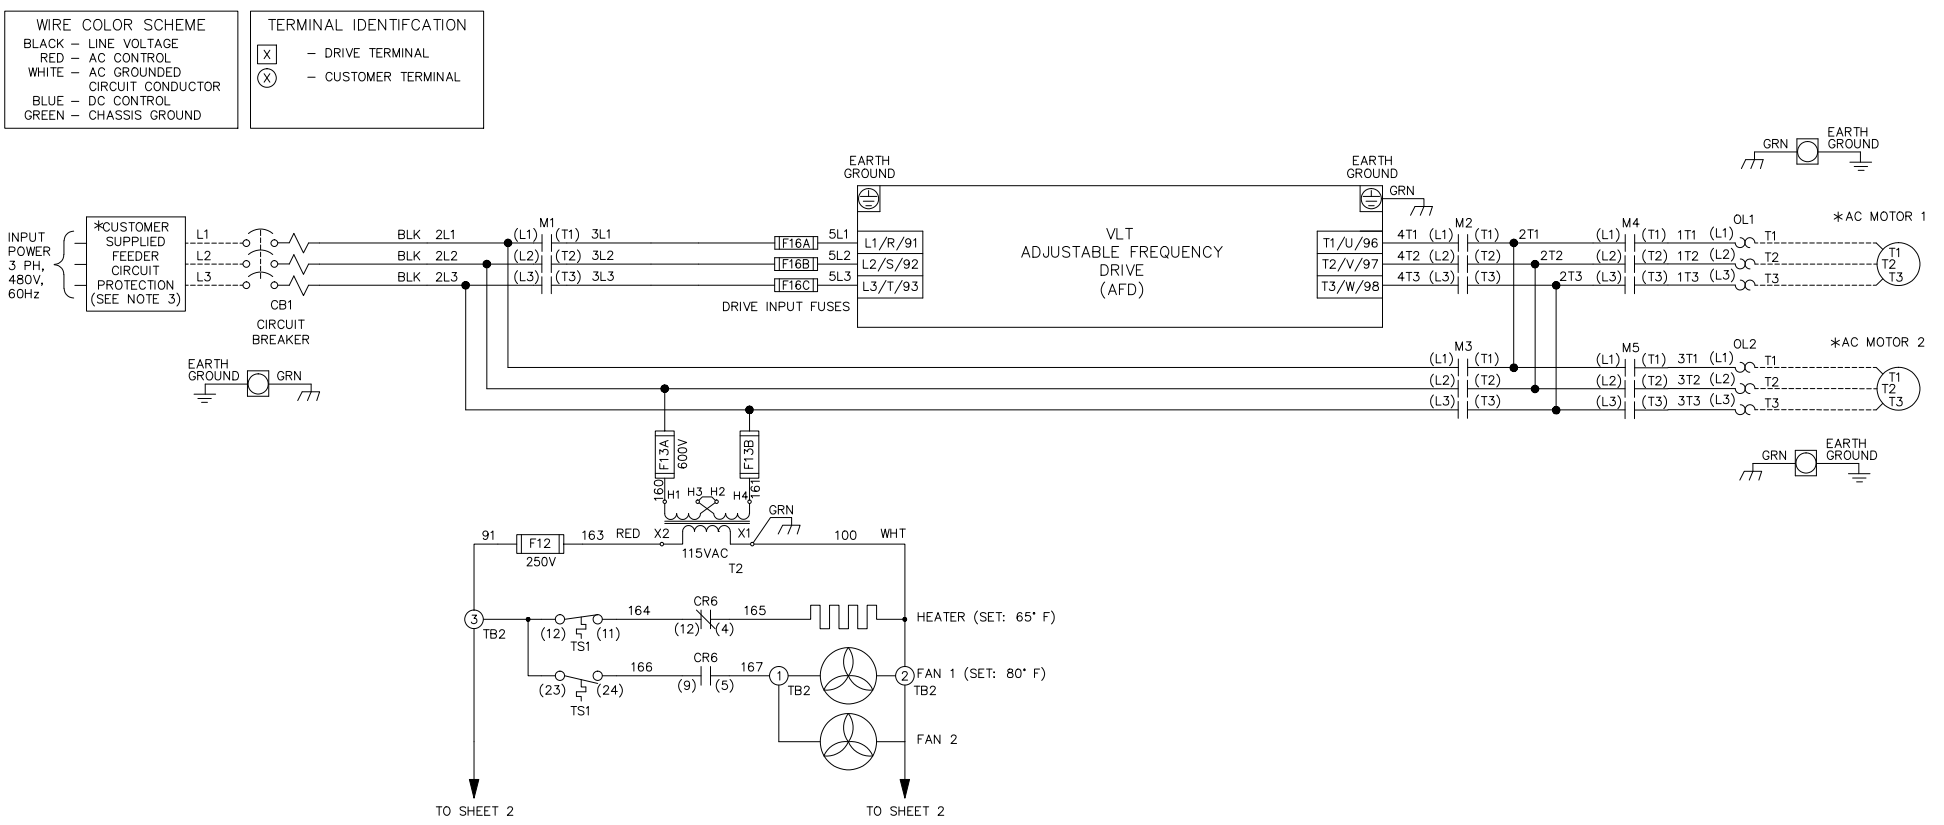 WIRE COLOR SCHEME
BLACK – LINE VOLTAGE
RED – AC CONTROL
WHITE – AC GROUNDED
CIRCUIT CONDUCTOR
BLUE – DC CONTROL
GREEN – CHASSIS GROUND
TERMINAL IDENTIFCATION
X – DRIVE TERMINAL
X – CUSTOMER TERMINAL
INPUT
POWER
3 PH,
480V,
60Hz
*CUSTOMER
SUPPLIED
FEEDER
CIRCUIT
PROTECTION
(SEE NOTE 3)
L1
L2
L3
CB1
CIRCUIT
BREAKER
EARTH
GROUND
GRN
BLK 2L1
BLK 2L2
BLK 2L3
M1
(L1) (T1) 3L1
(L2) (T2) 3L2
(L3) (T3) 3L3
F16A 5L1
F16B 5L2
F16C 5L3
DRIVE INPUT FUSES
EARTH
GROUND
L1/R/91
L2/S/92
L3/T/93
VLT
ADJUSTABLE FREQUENCY
DRIVE
(AFD)
EARTH
GROUND
GRN
T1/U/96
T2/V/97
T3/W/98
M2
4T1 (L1) (T1) 2T1
4T2 (L2) (T2) 2T2
4T3 (L3) (T3) 2T3
M4
(L1) (T1) 1T1 (L1)
(L2) (T2) 1T2 (L2)
(L3) (T3) 1T3 (L3)
OL1
T1
T2
T3
*AC MOTOR 1
T1
T2
T3
GRN
EARTH
GROUND
M3
(L1) (T1)
(L2) (T2)
(L3) (T3)
M5
(L1) (T1) 3T1 (L1)
(L2) (T2) 3T2 (L2)
(L3) (T3) 3T3 (L3)
OL2
T1
T2
T3
*AC MOTOR 2
T1
T2
T3
GRN
EARTH
GROUND
F13A
600V
F13B
160
161
H1 H3 H2 H4
GRN
91 F12 163 RED X2 X1 100 WHT
250V
115VAC
T2
3
TB2
(12) (11)
TS1
164
CR6
(12) (4)
165
HEATER (SET: 65° F)
(23) (24)
TS1
166
CR6
(9) (5)
167
1
TB2
2
TB2
FAN 1 (SET: 80° F)
FAN 2
TO SHEET 2
TO SHEET 2